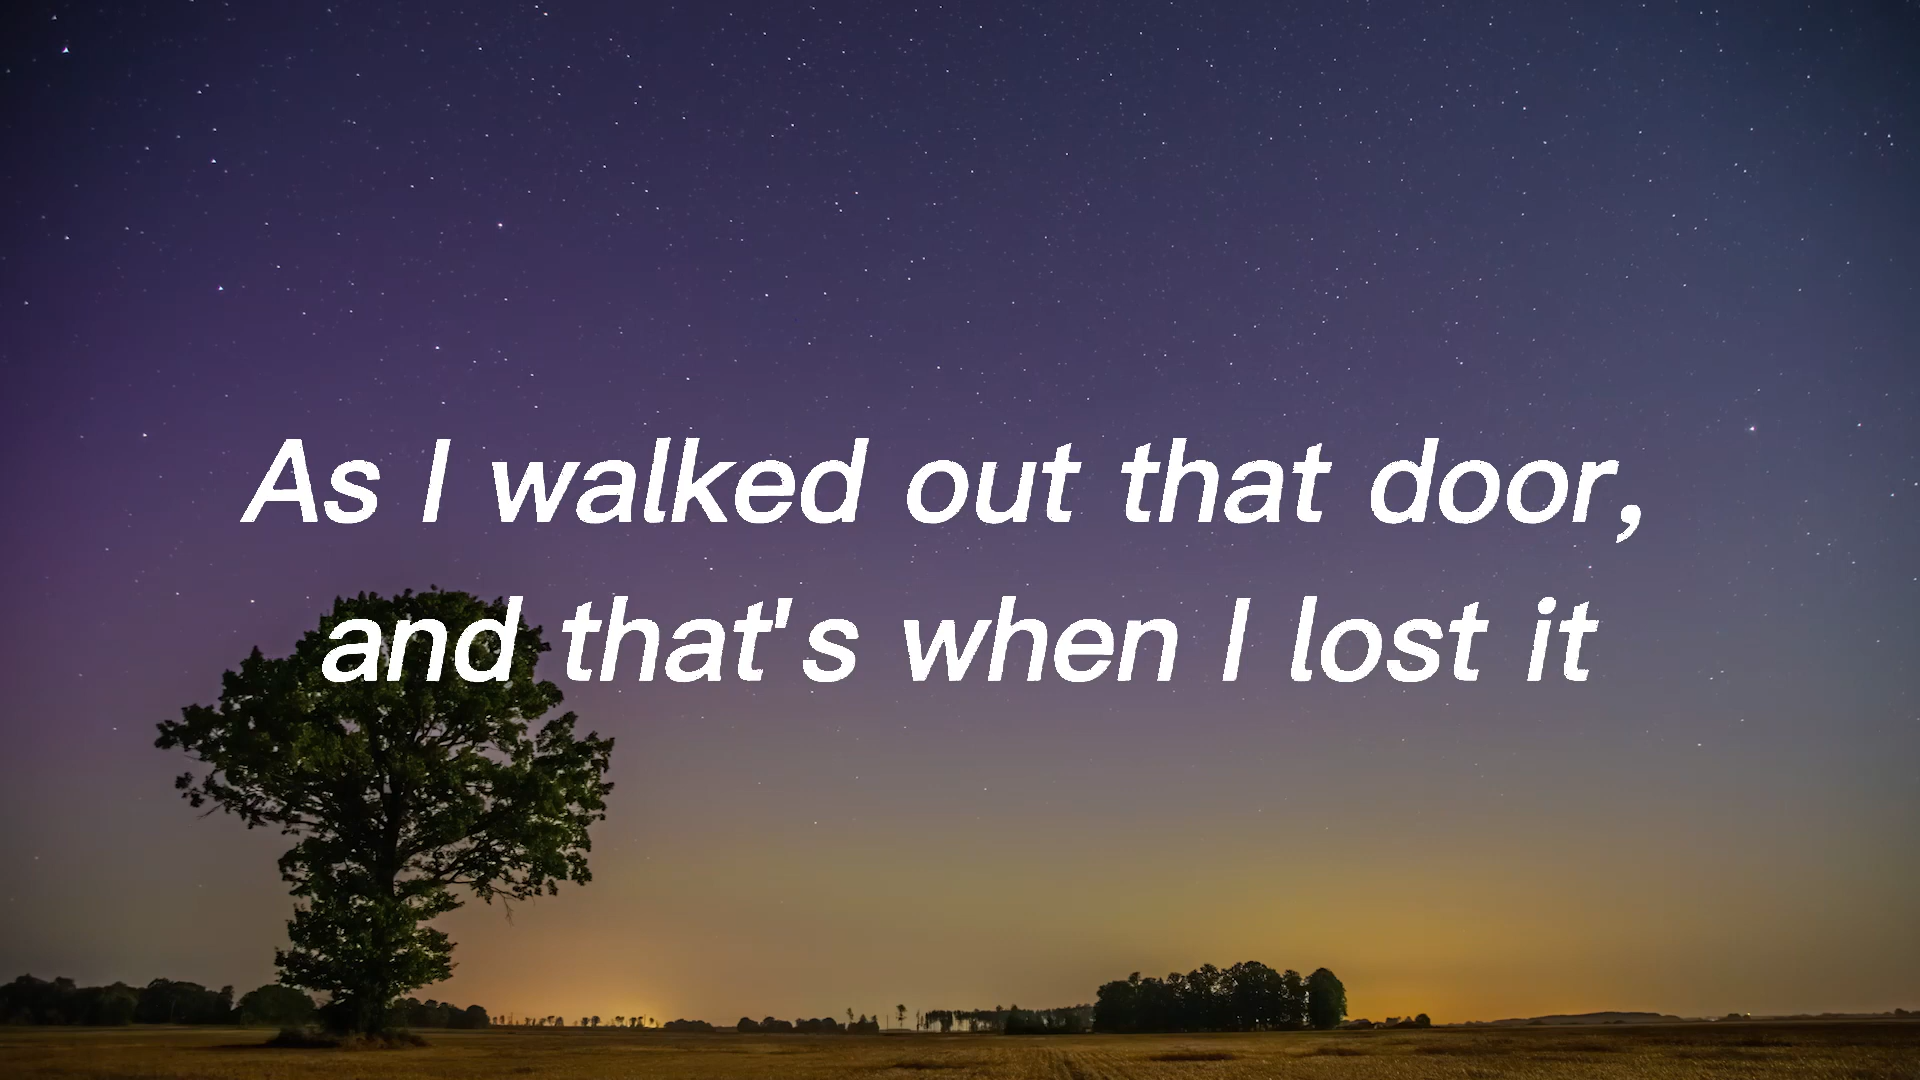 As I walked out that door,
and that's when I lost it